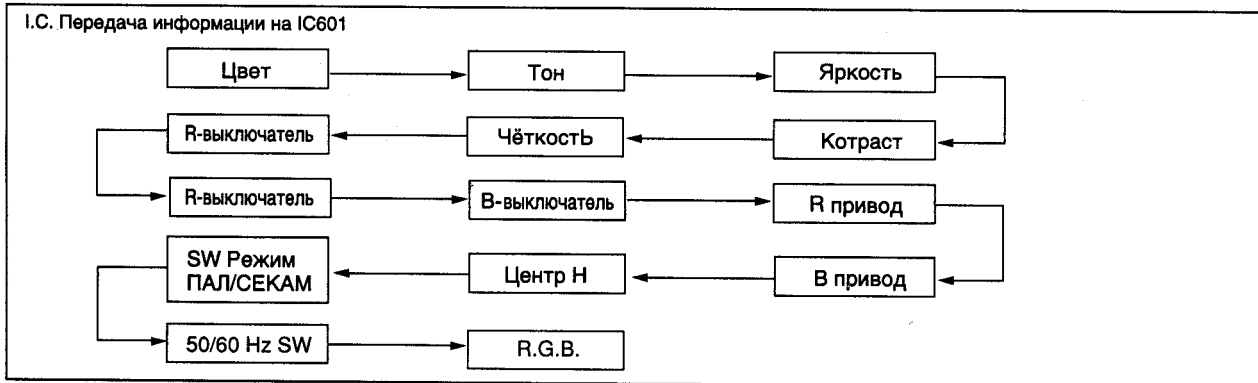 I.C. Передача информации на IC601
Цвет
Тон
Яркость
Котраст
ЧёткостЬ
R-выключатель
R-выключатель
В-выключатель
R привод
В привод
Центр Н
SW Режим
ПАЛ/СЕКАМ
50/60 Hz SW
R.G.B.